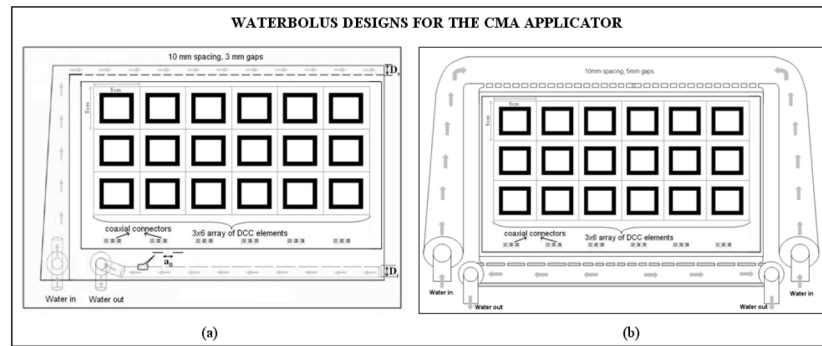 WATERBOLUS DESIGNS FOR THE CMA APPLICATOR
10 mm spacing, 3 mm gaps
5cm
5cm
coaxial connectors
3x6 array of DCC elements
Water in
Water out
(a)
10mm spacing, 5mm gaps
5cm
5cm
coaxial connectors
3x6 array of DCC elements
Water in
Water out
Water out
Water in
(b)